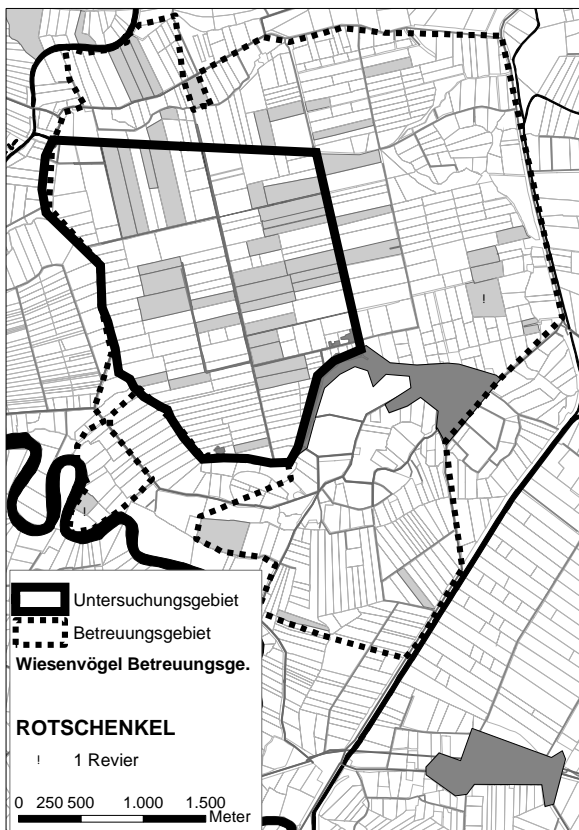 Untersuchungsgebiet
Betreuungsgebiet
Wiesenvögel Betreuungsge.
ROTSCHENKEL
! 1 Revier
0 250 500 1.000 1.500
Meter
!
!